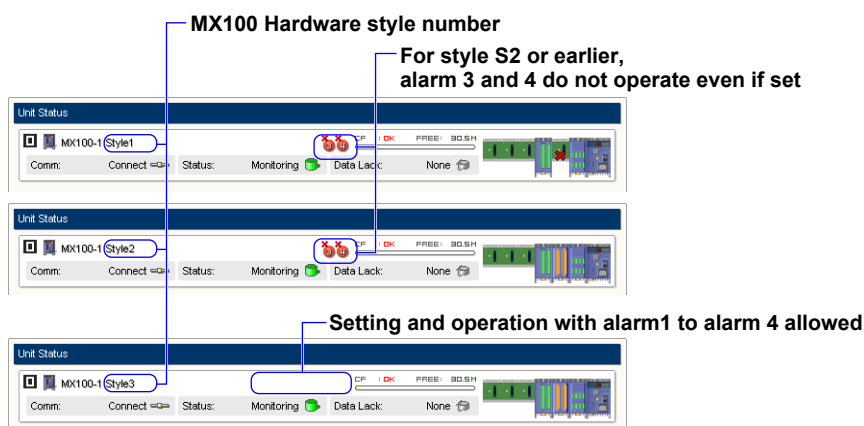 MX100 Hardware style number
For style S2 or earlier,
alarm 3 and 4 do not operate even if set
Unit Status
MX100-1 Style1 3 4 CF : OK FREE: 30.5M
Comm: Connect Status: Monitoring Data Lack: None
Unit Status
MX100-1 Style2 3 4 CF : OK FREE: 30.5M
Comm: Connect Status: Monitoring Data Lack: None
Setting and operation with alarm1 to alarm 4 allowed
Unit Status
MX100-1 Style3 CF : OK FREE: 30.5M
Comm: Connect Status: Monitoring Data Lack: None